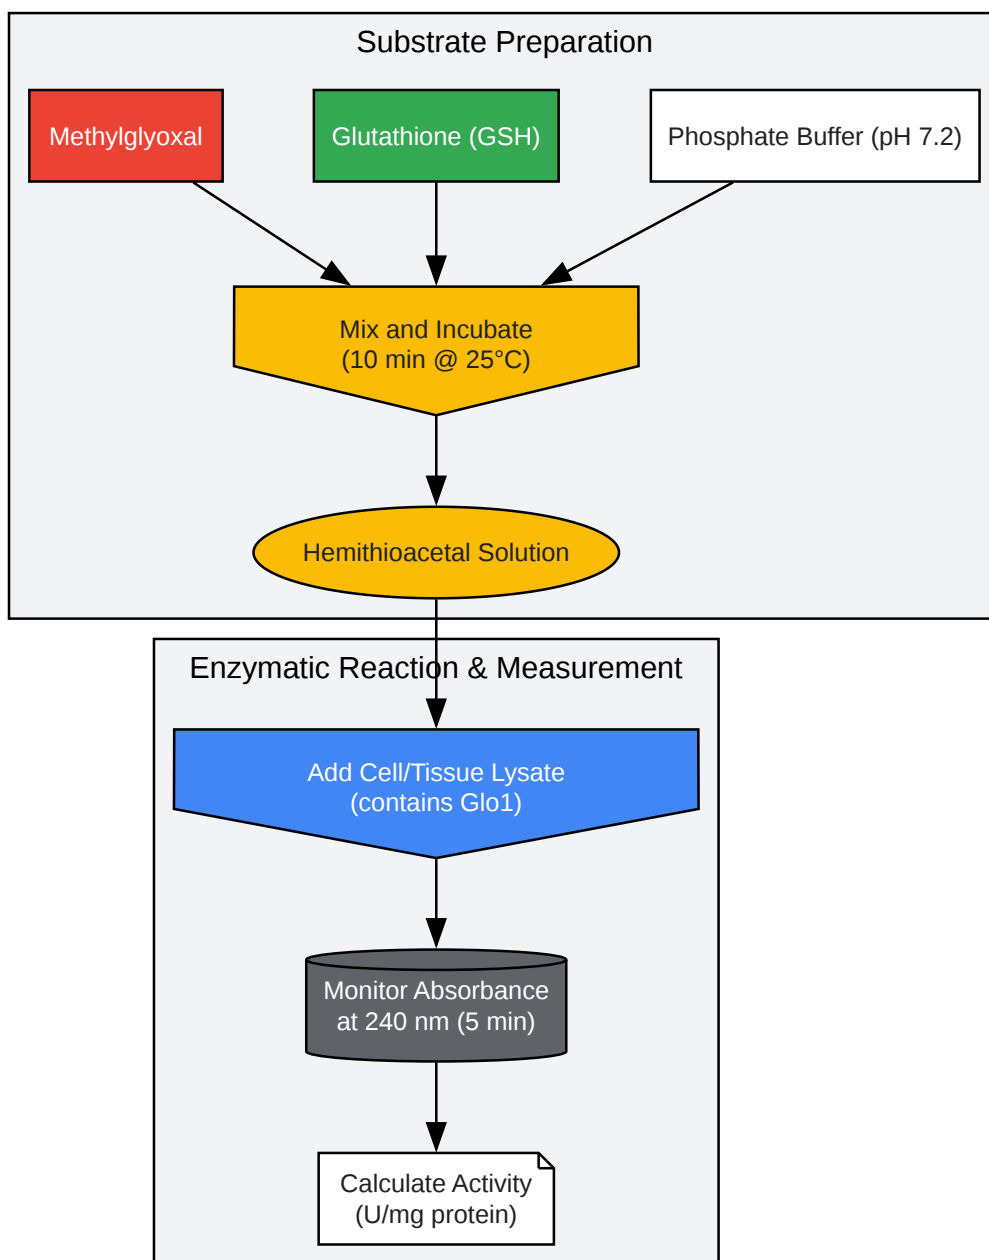 Substrate Preparation
Methylglyoxal
Glutathione (GSH)
Phosphate Buffer (pH 7.2)
Mix and Incubate
(10 min @ 25°C)
Hemithioacetal Solution
Enzymatic Reaction & Measurement
Add Cell/Tissue Lysate
(contains Glo1)
Monitor Absorbance
at 240 nm (5 min)
Calculate Activity
(U/mg protein)